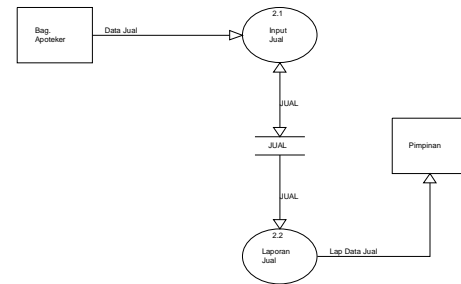 2.1
Bag.
Apoteker
Data Jual
Input
Jual
JUAL
JUAL
Pimpinan
JUAL
2.2
Laporan
Jual
Lap Data Jual